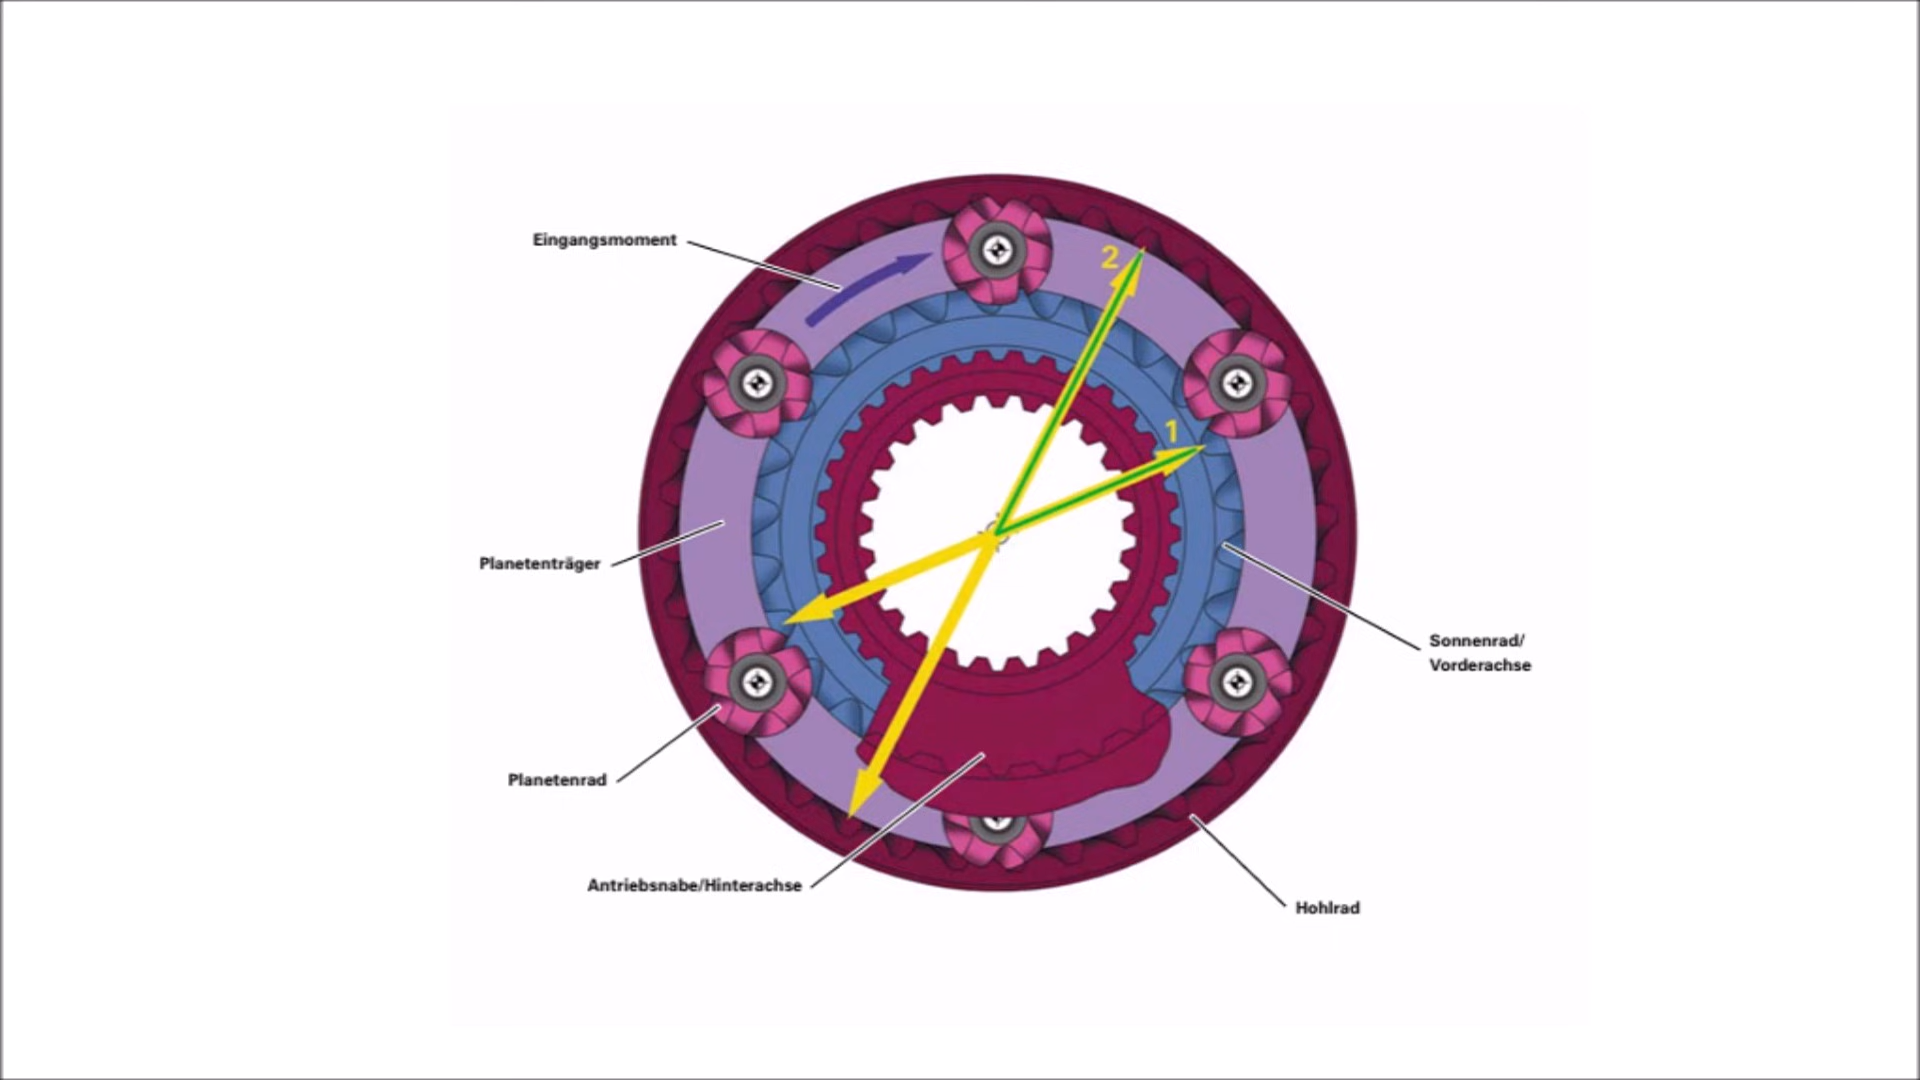 Eingangsmoment
2
1
Planetenträger
Sonnenrad/
Vorderachse
Planetenrad
Antriebsnabe/Hinterachse
Hohlrad